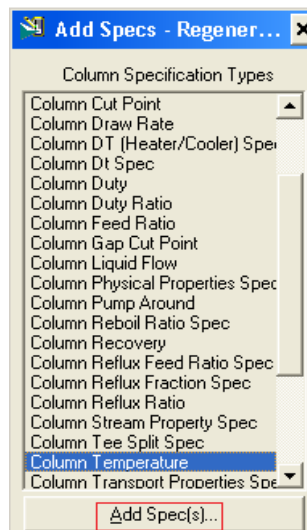 Add Specs - Regener...
Column Specification Types
Column Cut Point
Column Draw Rate
Column DT (Heater/Cooler) Spe
Column Dt Spec
Column Duty
Column Duty Ratio
Column Feed Ratio
Column Gap Cut Point
Column Liquid Flow
Column Physical Properties Spec
Column Pump Around
Column Reboil Ratio Spec
Column Recovery
Column Reflux Feed Ratio Spec
Column Reflux Fraction Spec
Column Reflux Ratio
Column Stream Property Spec
Column Tee Split Spec
Column Temperature
Column Transport Properties Spe
Add Spec(s)...